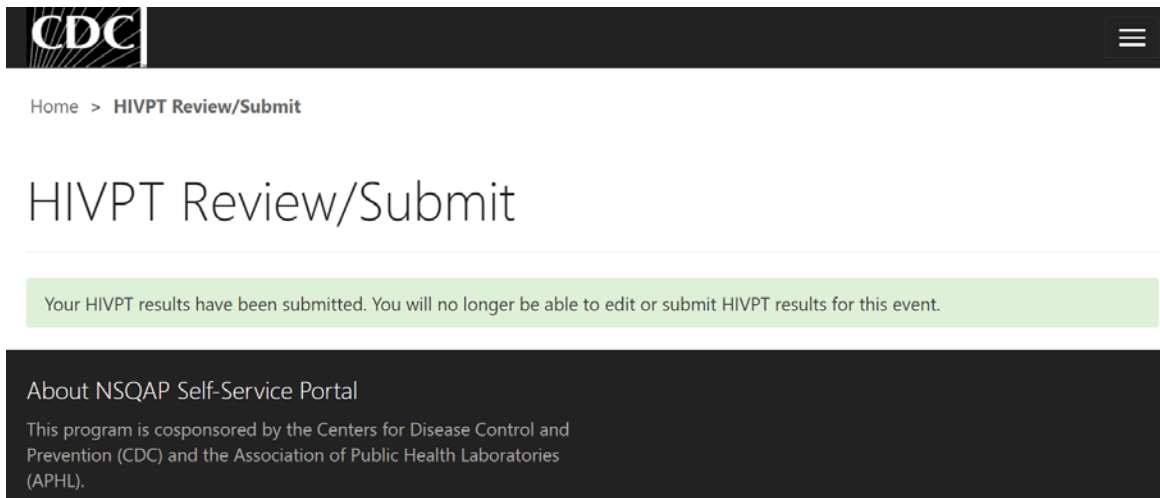 CDC
Home > HIVPT Review/Submit
HIVPT Review/Submit
Your HIVPT results have been submitted. You will no longer be able to edit or submit HIVPT results for this event.
About NSQAP Self-Service Portal
This program is cosponsored by the Centers for Disease Control and
Prevention (CDC) and the Association of Public Health Laboratories
(APHL).